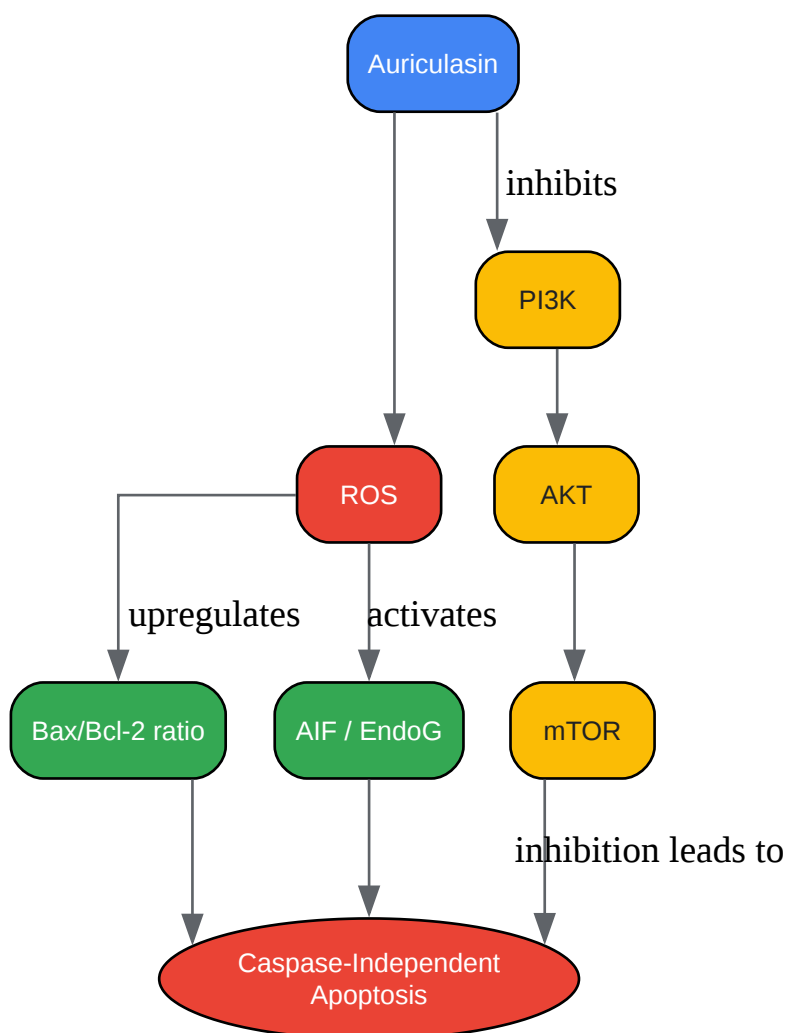 Auriculasin
inhibits
PI3K
ROS
AKT
upregulates
activates
Bax/Bcl-2 ratio
AIF / EndoG
mTOR
inhibition leads to
Caspase-Independent
Apoptosis